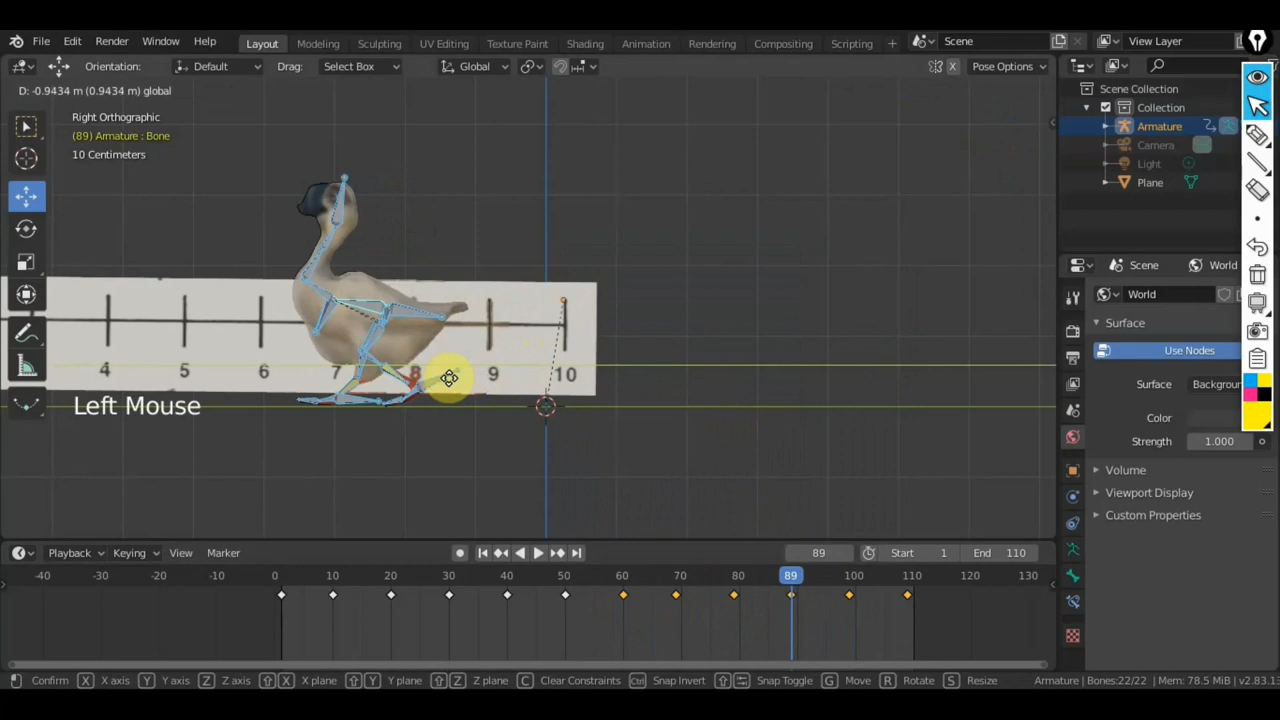 File Edit Render Window Help Layout Modeling Sculpting UV Editing Texture Paint Shading Animation Rendering Compositing Scripting + Scene View Layer
Orientation: Default Drag: Select Box Global X Pose Options
D: -0.9434 m (0.9434 m) global
Right Orthographic
(89) Armature : Bone
10 Centimeters
Scene Collection
Collection
Armature
Camera
Light
Plane
4 5 6 7 8 9 10
Left Mouse
Scene World
World
Surface
Use Nodes
Surface Backgroun
Color
Strength 1.000
Volume
Viewport Display
Custom Properties
Playback Keying View Marker 89 Start 1 End 110
-40 -30 -20 -10 0 10 20 30 40 50 60 70 80 89 100 110 120 130
Confirm X X axis Y Y axis Z Z axis X X plane Y Y plane Z Z plane C Clear Constraints Ctrl Snap Invert Snap Toggle G Move R Rotate S Resize Armature | Bones:22/22 | Mem: 78.5 MiB | v2.83.1